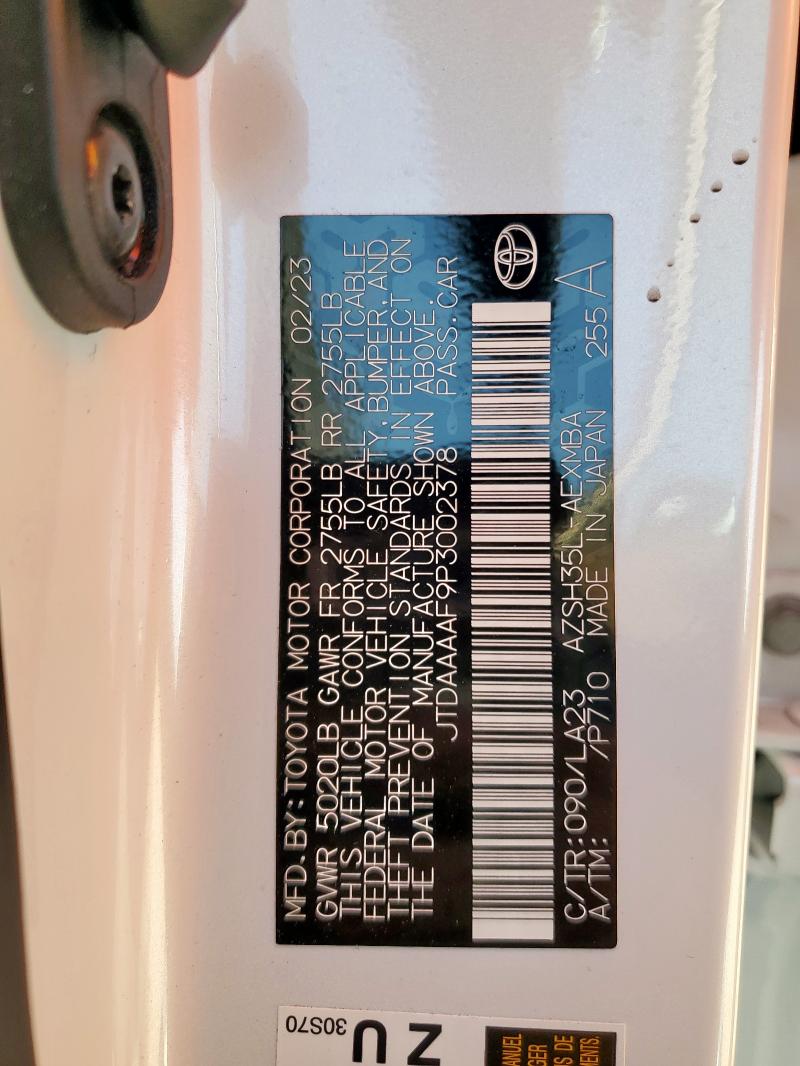 MFD.BY:TOYOTA MOTOR CORPORATION 02/23
GVWR 5020LB GAWR FR 2755LB RR 2755LB
THIS VEHICLE CONFORMS TO ALL APPLICABLE
FEDERAL MOTOR VEHICLE SAFETY,BUMPER,AND
THEFT PREVENTION STANDARDS IN EFFECT ON
THE DATE OF MANUFACTURE SHOWN ABOVE.
JTDAAAAF9P3002378 PASS.CAR
C/TR:090/LA23 AZSH35L-AEXMBA
A/TM: /P710 MADE IN JAPAN 255 A
30S70
ZU
MENTS.